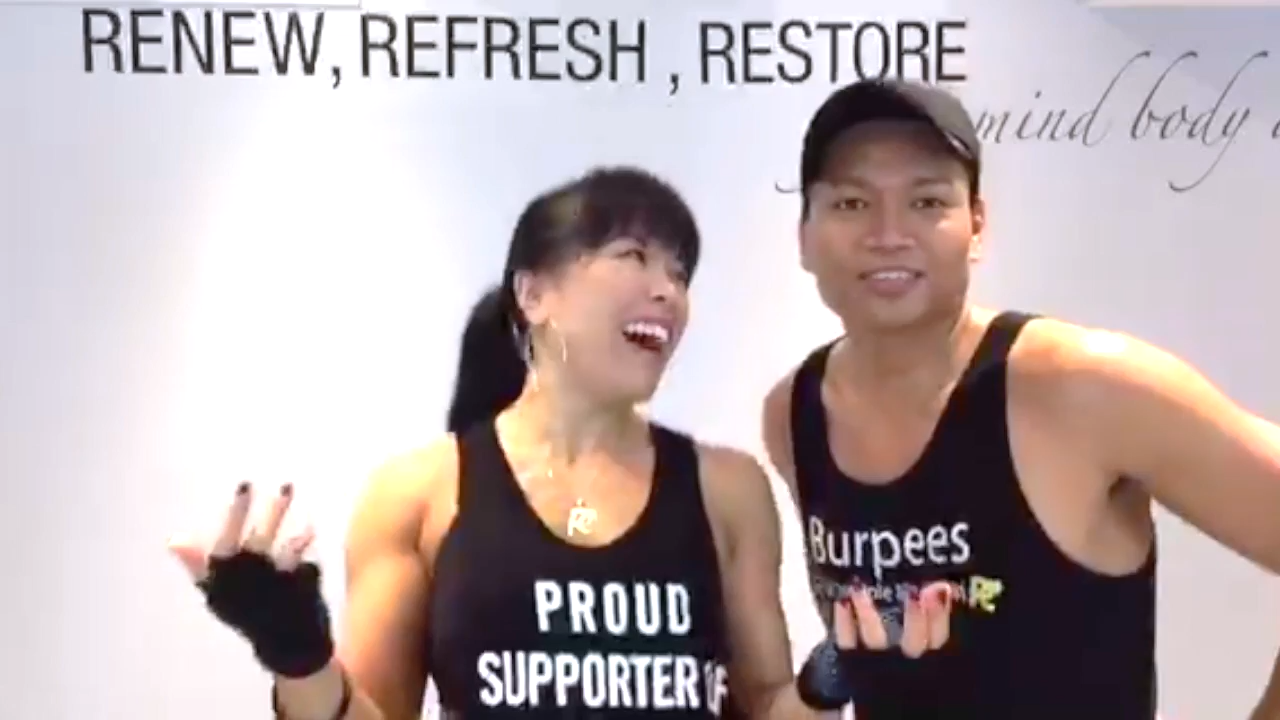 RENEW, REFRESH, RESTORE
mind body
PROUD
SUPPORTER OF
Burpees